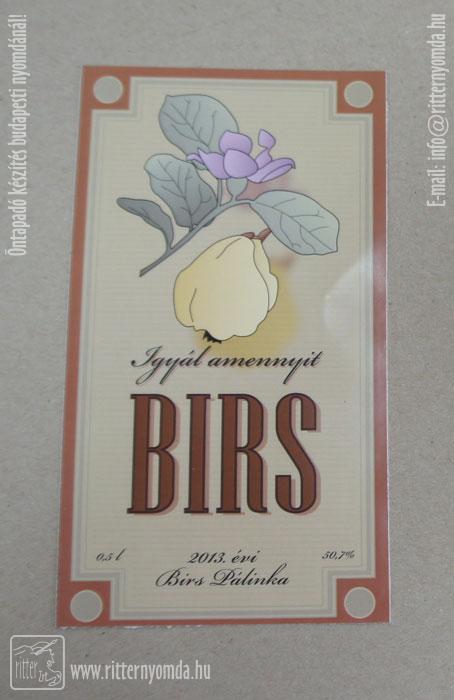 Öntapadó készítés budapesti nyomdánál!
E-mail: info@ritternyomda.hu
Igyál amennyit
BIRS
0,5 l
2013. évi
50,7%
Birs Pálinka
ritter
www.ritternyomda.hu